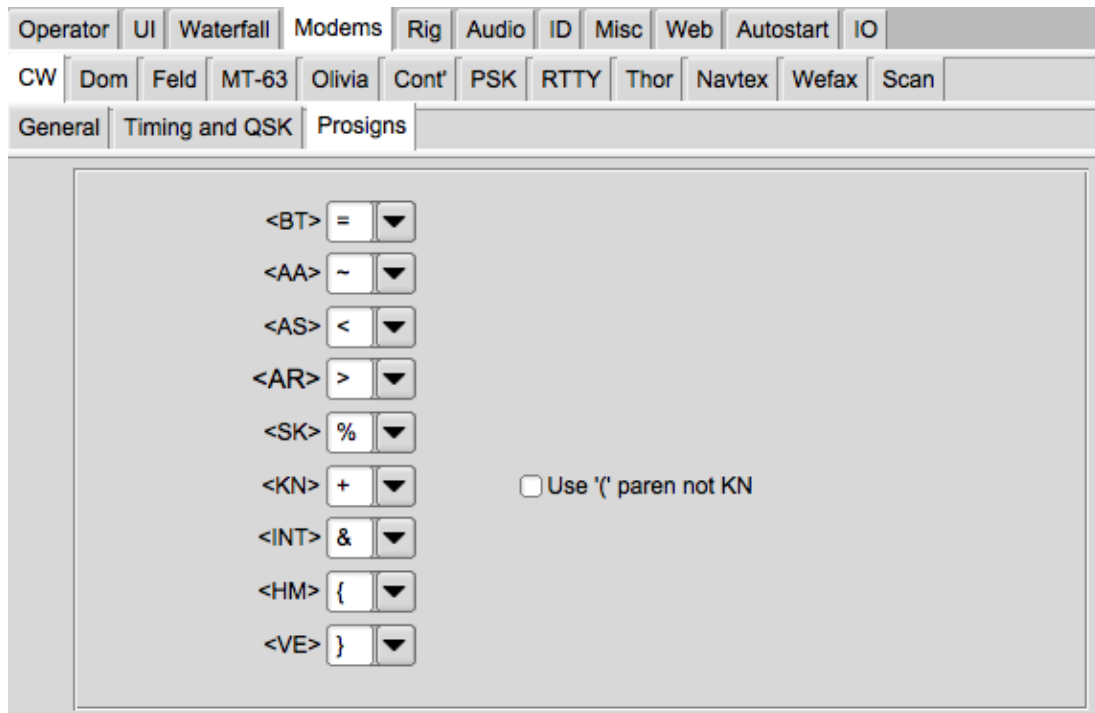 Operator UI Waterfall Modems Rig Audio ID Misc Web Autostart IO
CW Dom Feld MT-63 Olivia Cont' PSK RTTY Thor Navtex Wefax Scan
General Timing and QSK Prosigns
<BT> =
<AA> ~
<AS> <
<AR> >
<SK> %
<KN> + Use '(' paren not KN
<INT> &
<HM> {
<VE> }